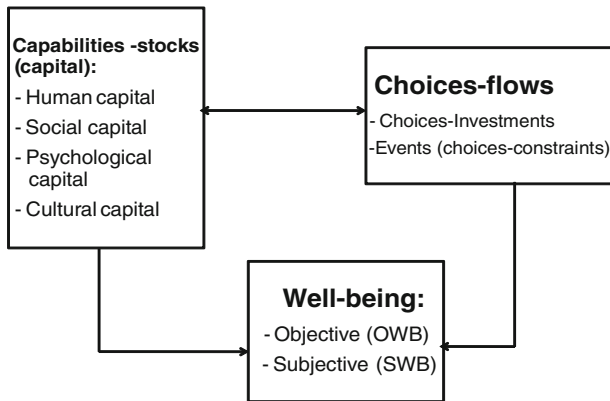 Capabilities -stocks
(capital):
- Human capital
- Social capital
- Psychological
capital
- Cultural capital
Choices-flows
- Choices-Investments
-Events (choices-constraints)
Well-being:
- Objective (OWB)
- Subjective (SWB)